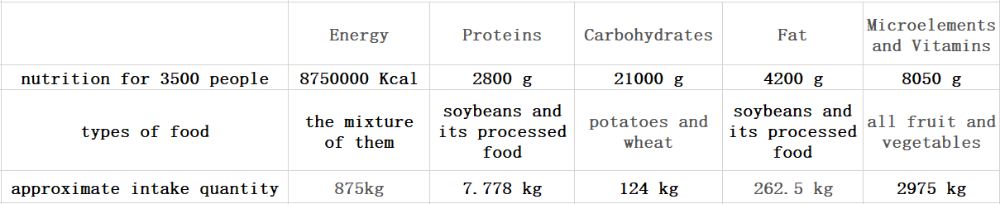 Energy Proteins Carbohydrates Fat Microelements and Vitamins
nutrition for 3500 people 8750000 Kcal 2800 g 21000 g 4200 g 8050 g
types of food the mixture of them soybeans and its processed food potatoes and wheat soybeans and its processed food all fruit and vegetables
approximate intake quantity 875kg 7.778 kg 124 kg 262.5 kg 2975 kg